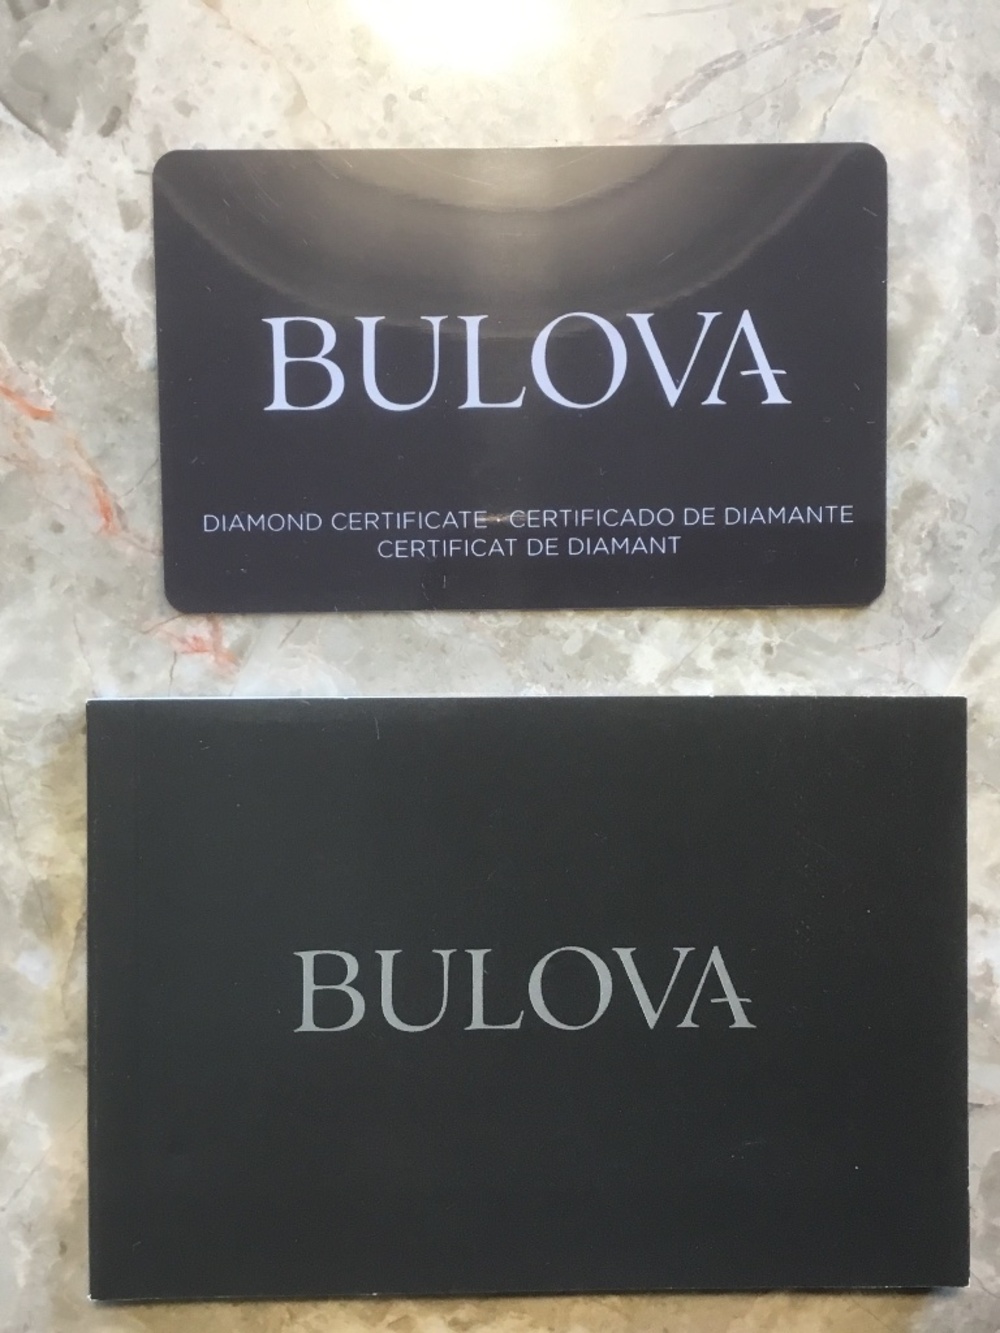 BULOVA
DIAMOND CERTIFICATE · CERTIFICADO DE DIAMANTE
CERTIFICAT DE DIAMANT
BULOVA